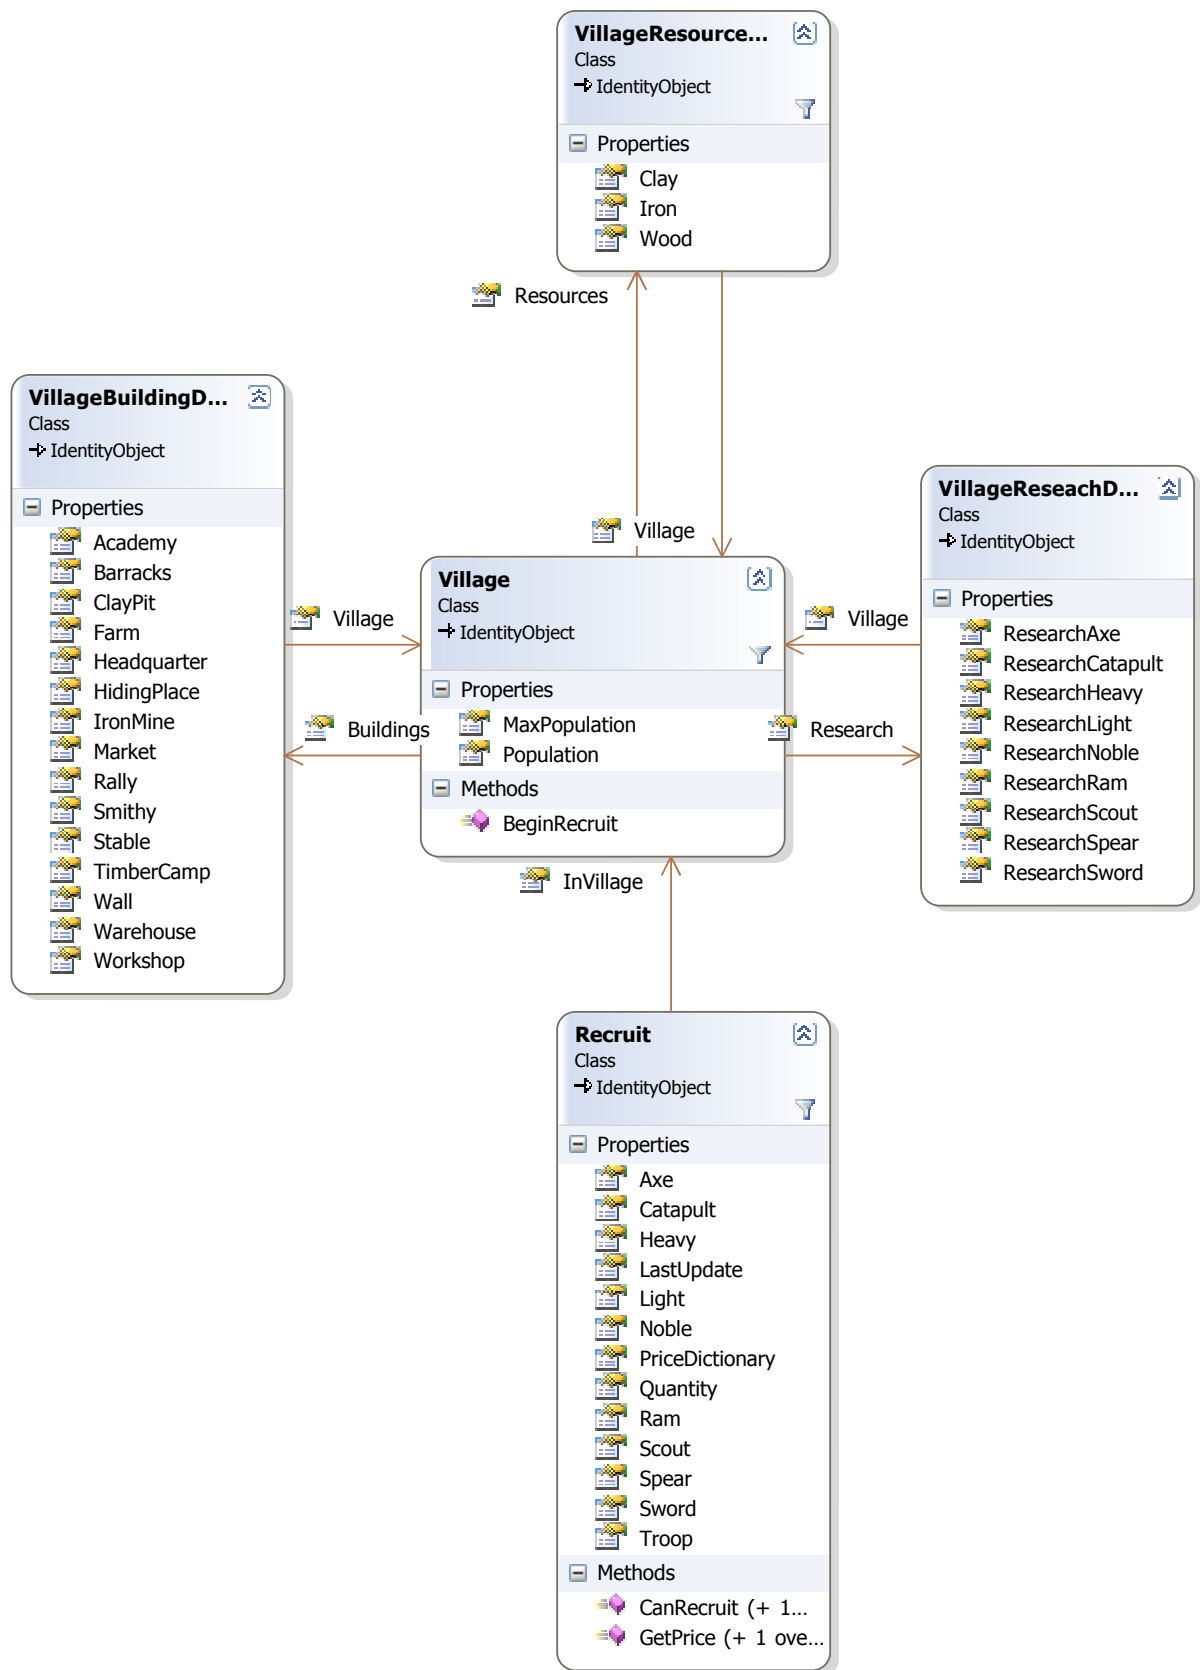 VillageResource...
Class
IdentityObject
Properties
Clay
Iron
Wood
Resources
VillageBuildingD...
Class
IdentityObject
Properties
Academy
Barracks
ClayPit
Farm
Headquarter
HidingPlace
IronMine
Market
Rally
Smithy
Stable
TimberCamp
Wall
Warehouse
Workshop
Village
Buildings
Village
Village
Class
IdentityObject
Properties
MaxPopulation
Population
Methods
BeginRecruit
Village
Research
VillageReseachD...
Class
IdentityObject
Properties
ResearchAxe
ResearchCatapult
ResearchHeavy
ResearchLight
ResearchNoble
ResearchRam
ResearchScout
ResearchSpear
ResearchSword
InVillage
Recruit
Class
IdentityObject
Properties
Axe
Catapult
Heavy
LastUpdate
Light
Noble
PriceDictionary
Quantity
Ram
Scout
Spear
Sword
Troop
Methods
CanRecruit (+ 1...
GetPrice (+ 1 ove...